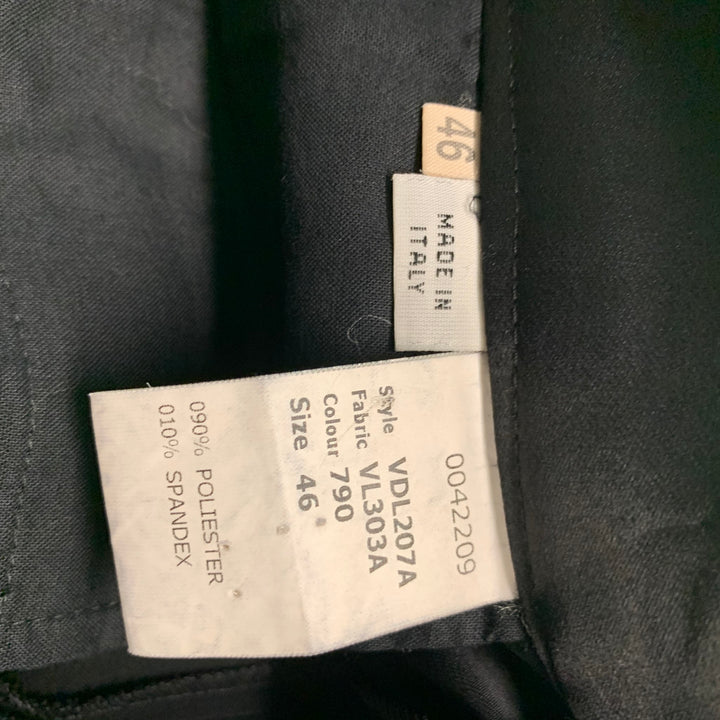 46
MADE IN
ITALY
0042209
Style VDL207A
Fabric VL303A
Colour 790
Size 46
090% POLIESTER
010% SPANDEX